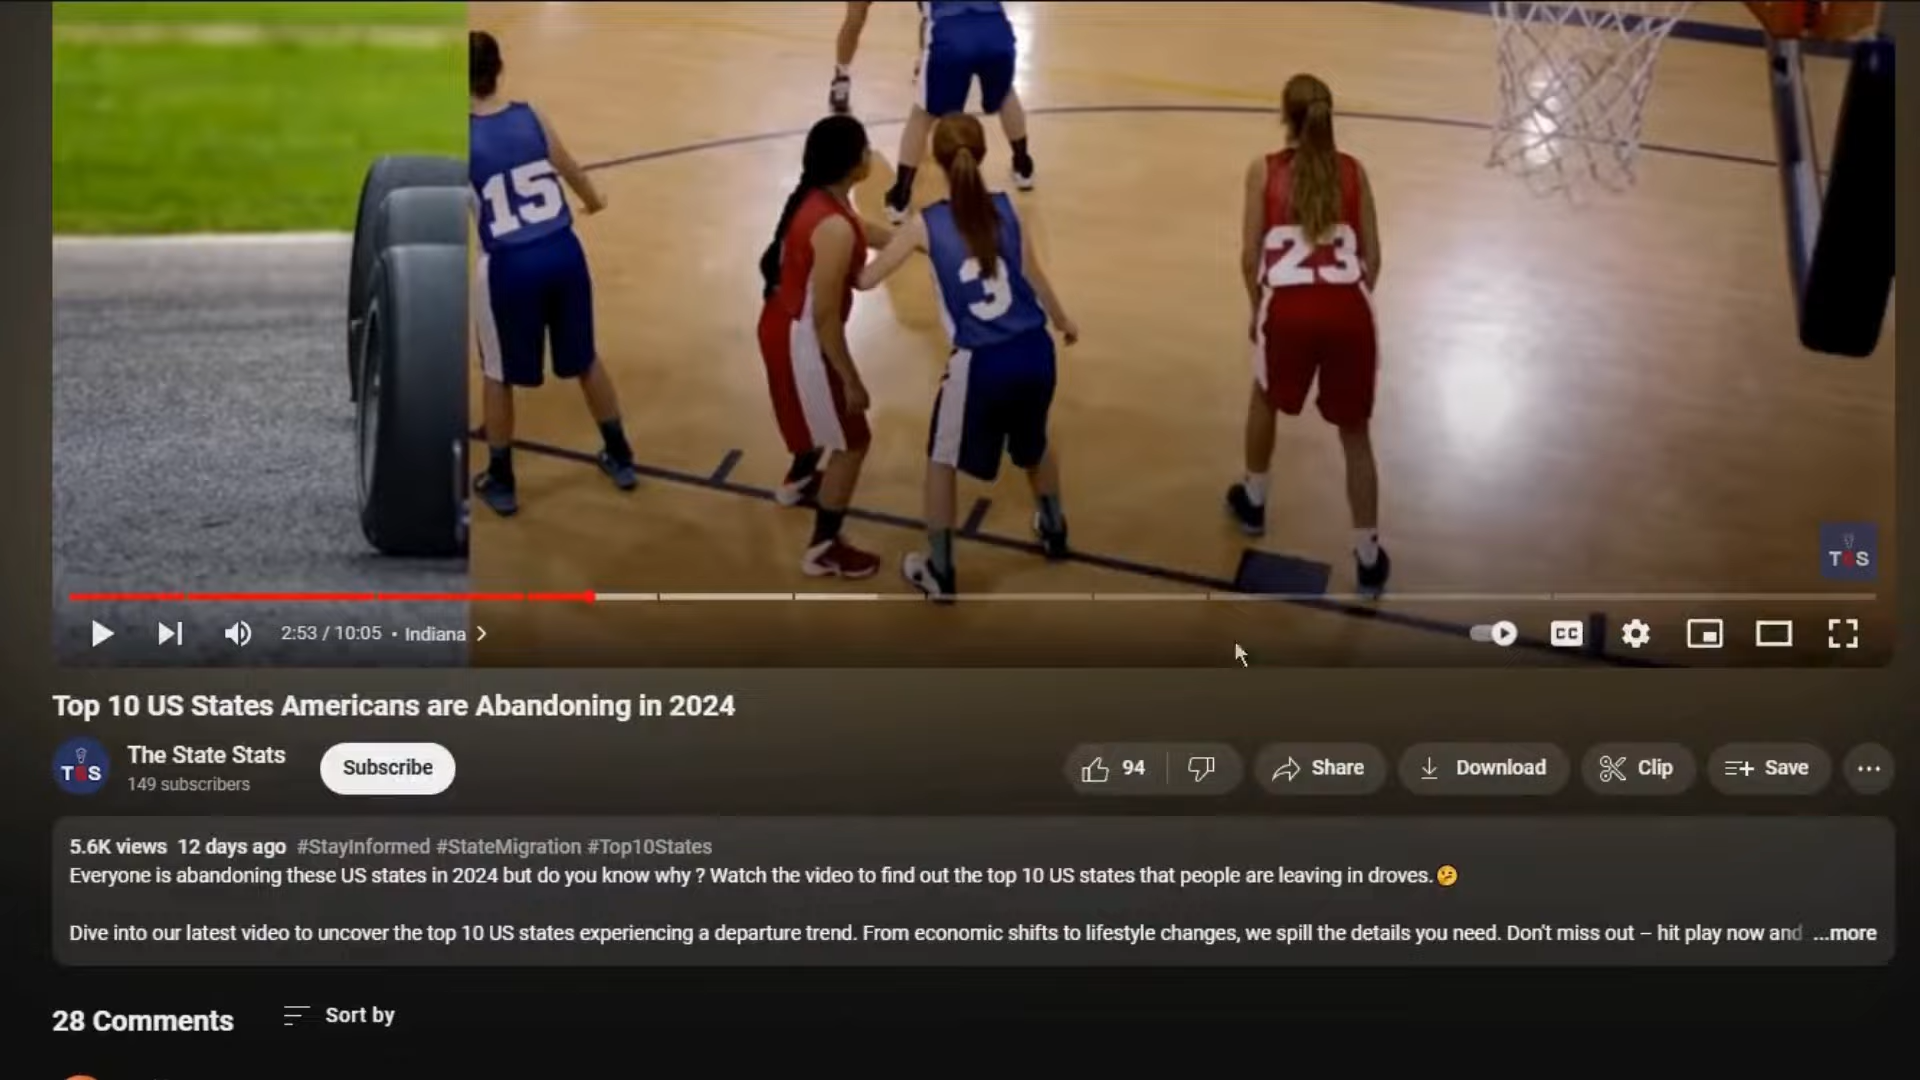 15
3
23
T S
2:53 / 10:05 • Indiana
CC
Top 10 US States Americans are Abandoning in 2024
T S
The State Stats
149 subscribers
Subscribe
94
Share
Download
Clip
Save
5.6K views 12 days ago #StayInformed #StateMigration #Top10States
Everyone is abandoning these US states in 2024 but do you know why ? Watch the video to find out the top 10 US states that people are leaving in droves.🤔
Dive into our latest video to uncover the top 10 US states experiencing a departure trend. From economic shifts to lifestyle changes, we spill the details you need. Don't miss out – hit play now and ...more
28 Comments
Sort by